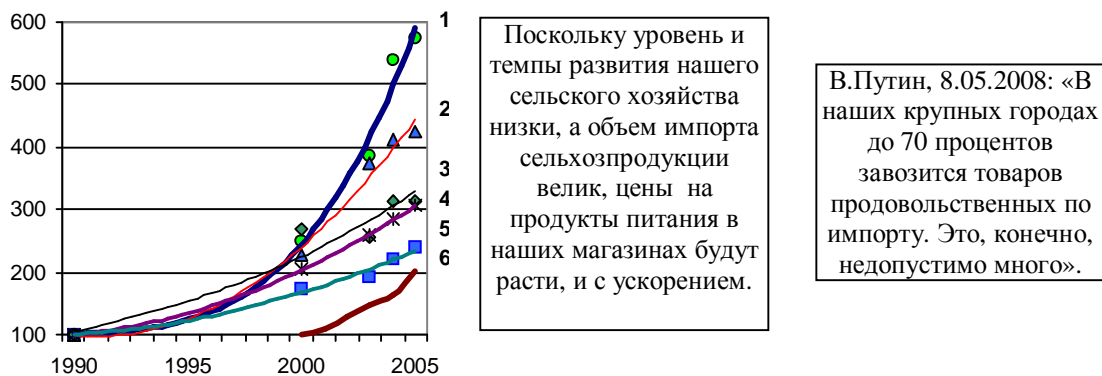 600
500
400
300
200
100
1990
1995
2000
2005
1
2
3
4
5
6
Поскольку уровень и
темпы развития нашего
сельского хозяйства
низки, а объем импорта
сельхозпродукции
велик, цены на
продукты питания в
наших магазинах будут
расти, и с ускорением.
В.Путин, 8.05.2008: «В
наших крупных городах
до 70 процентов
завозится товаров
продовольственных по
импорту. Это, конечно,
недопустимо много».